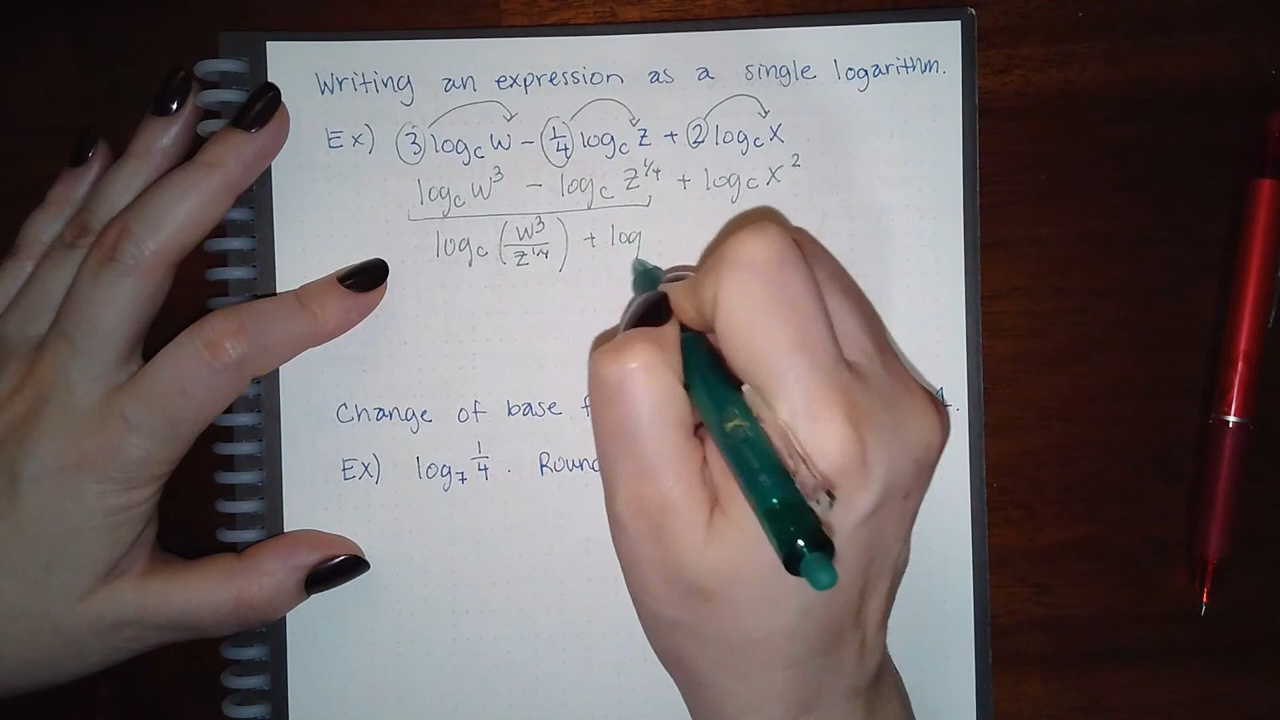 Writing an expression as a single logarithm.
Ex) 3 log_c w - 1/4 log_c z + 2 log_c x
log_c w^3 - log_c z^1/4 + log_c x^2
log_c (w^3/z^1/4) + log
Change of base
EX) log_7 1/4 . Round